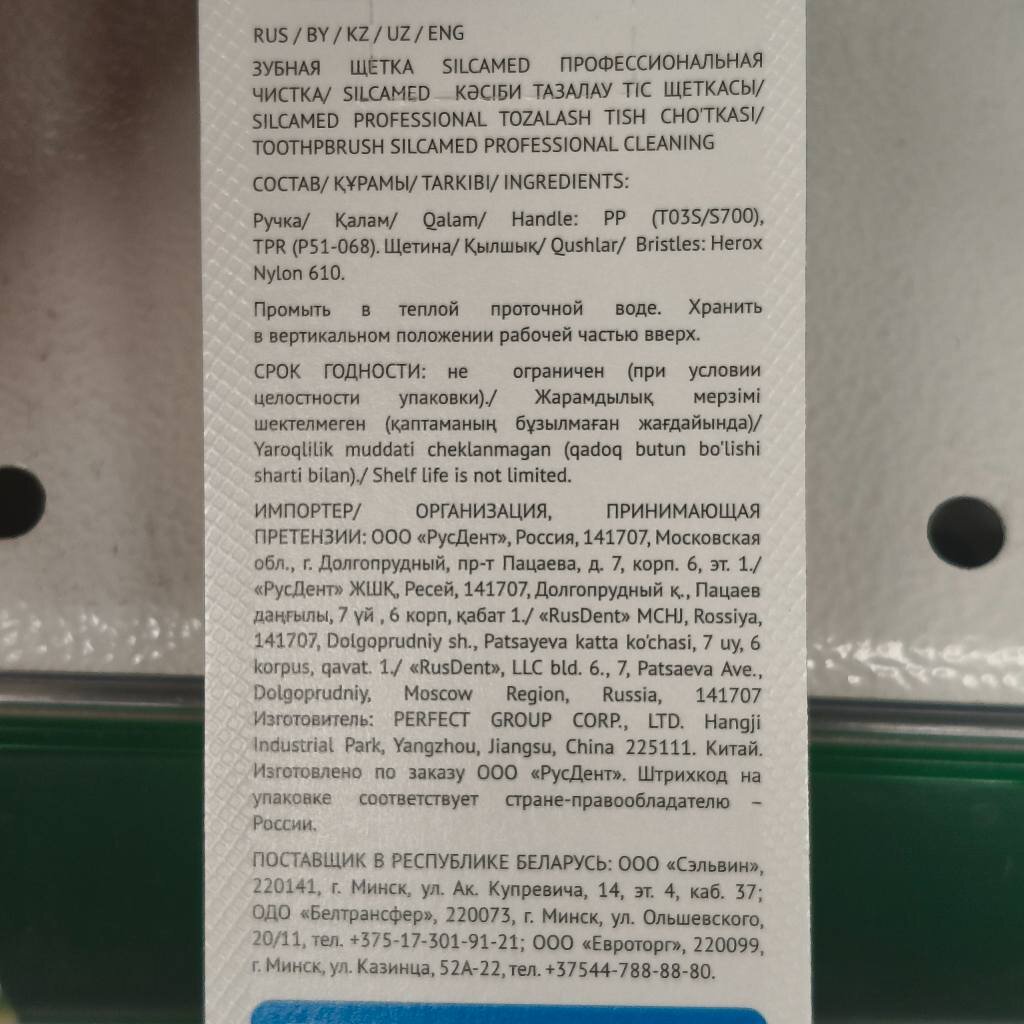 RUS / BY / KZ / UZ / ENG
ЗУБНАЯ ЩЕТКА SILCAMED ПРОФЕССИОНАЛЬНАЯ
ЧИСТКА/ SILCAMED КӘСІБИ ТАЗАЛАУ ТІС ЩЕТКАСЫ/
SILCAMED PROFESSIONAL TOZALASH TISH CHO'TKASI/
TOOTHPBRUSH SILCAMED PROFESSIONAL CLEANING
СОСТАВ/ ҚҰРАМЫ/ TARKIBI/ INGREDIENTS:
Ручка/ Қалам/ Qalam/ Handle: PP (T03S/S700),
TPR (P51-068). Щетина/ Қылшық/ Qushlar/ Bristles: Herox
Nylon 610.
Промыть в теплой проточной воде. Хранить
в вертикальном положении рабочей частью вверх.
СРОК ГОДНОСТИ: не ограничен (при условии
целостности упаковки)./ Жарамдылық мерзімі
шектелмеген (қаптаманың бұзылмаған жағдайында)/
Yaroqlilik muddati cheklanmagan (qadoq butun bo'lishi
sharti bilan)./ Shelf life is not limited.
ИМПОРТЕР/ ОРГАНИЗАЦИЯ, ПРИНИМАЮЩАЯ
ПРЕТЕНЗИИ: ООО «РусДент», Россия, 141707, Московская
обл., г. Долгопрудный, пр-т Пацаева, д. 7, корп. 6, эт. 1./
«РусДент» ЖШҚ, Ресей, 141707, Долгопрудный қ., Пацаев
даңғылы, 7 үй , 6 корп, қабат 1./ «RusDent» MCHJ, Rossiya,
141707, Dolgoprudniy sh., Patsayeva katta ko'chasi, 7 uy, 6
korpus, qavat. 1./ «RusDent», LLC bld. 6., 7, Patsaeva Ave.,
Dolgoprudniy, Moscow Region, Russia, 141707
Изготовитель: PERFECT GROUP CORP., LTD. Hangji
Industrial Park, Yangzhou, Jiangsu, China 225111. Китай.
Изготовлено по заказу ООО «РусДент». Штрихкод на
упаковке соответствует стране-правообладателю –
России.
ПОСТАВЩИК В РЕСПУБЛИКЕ БЕЛАРУСЬ: ООО «Сэльвин»,
220141, г. Минск, ул. Ак. Купревича, 14, эт. 4, каб. 37;
ОДО «Белтрансфер», 220073, г. Минск, ул. Ольшевского,
20/11, тел. +375-17-301-91-21; ООО «Евроторг», 220099,
г. Минск, ул. Казинца, 52А-22, тел. +37544-788-88-80.